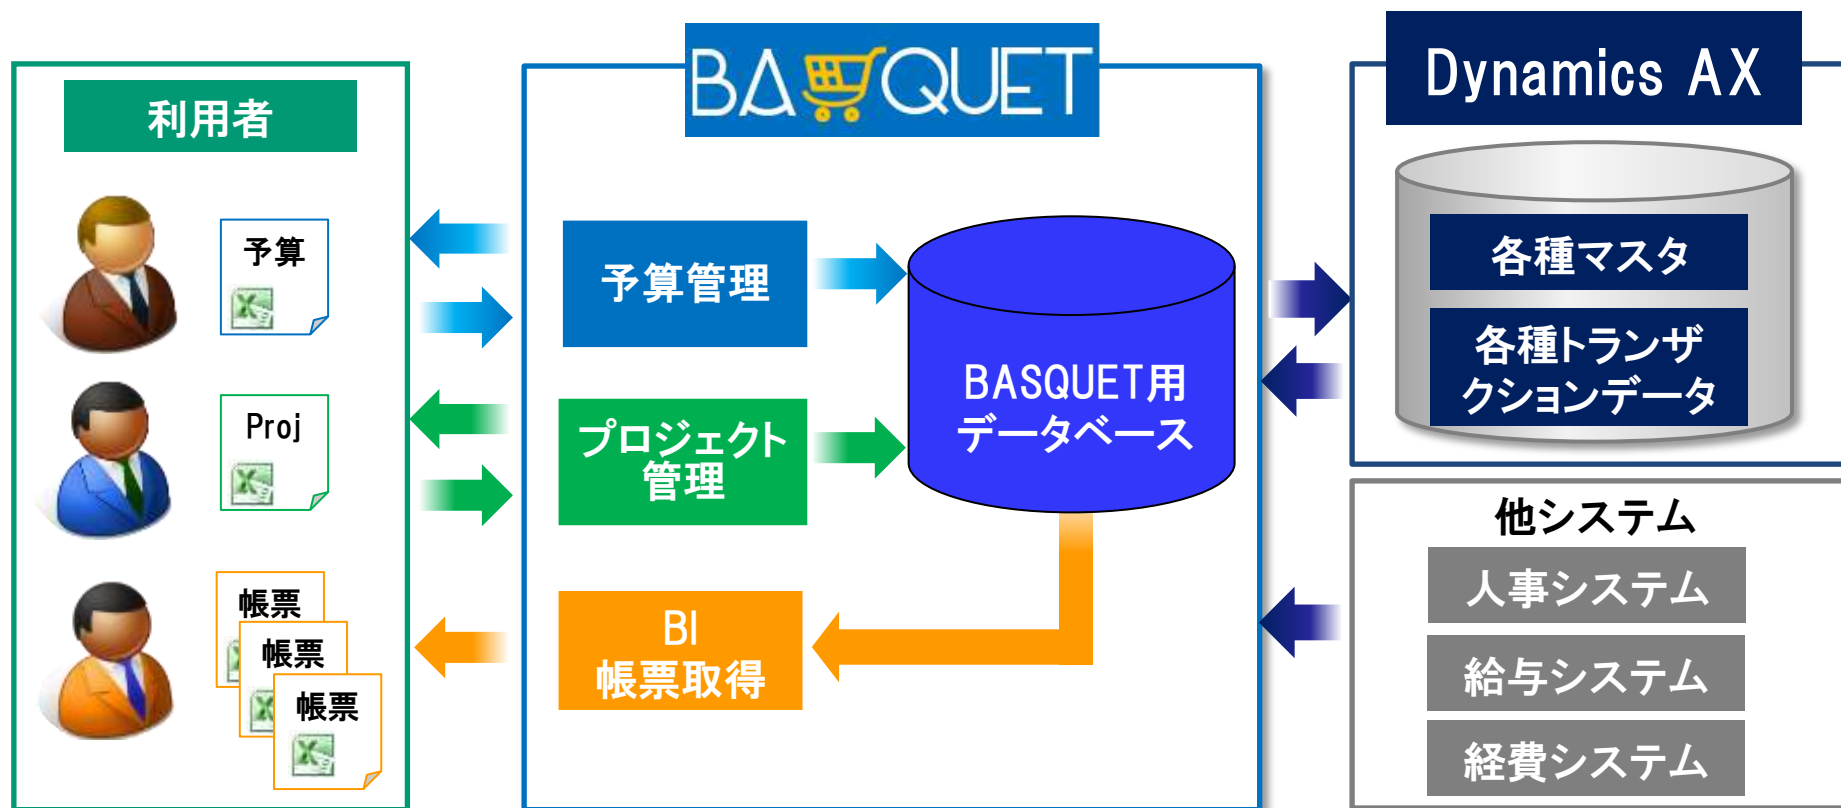 利用者
予算
Proj
帳票
帳票
帳票
BASQUET
予算管理
プロジェクト
管理
BI
帳票取得
BASQUET用
データベース
Dynamics AX
各種マスタ
各種トランザ
クションデータ
他システム
人事システム
給与システム
経費システム